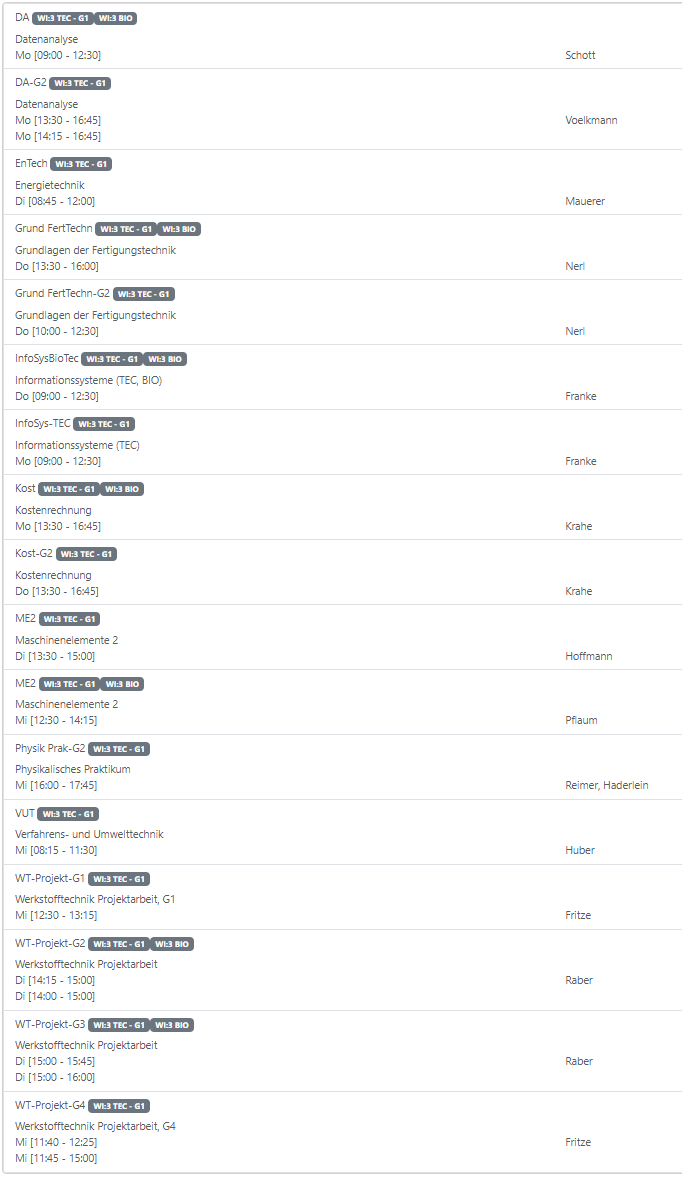 DA WI:3 TEC - G1 WI:3 BIO
Datenanalyse
Mo [09:00 - 12:30] Schott
DA-G2 WI:3 TEC - G1
Datenanalyse
Mo [13:30 - 16:45] Voelkmann
Mo [14:15 - 16:45]
EnTech WI:3 TEC - G1
Energietechnik
Di [08:45 - 12:00] Mauerer
Grund FertTechn WI:3 TEC - G1 WI:3 BIO
Grundlagen der Fertigungstechnik
Do [13:30 - 16:00] Nerl
Grund FertTechn-G2 WI:3 TEC - G1
Grundlagen der Fertigungstechnik
Do [10:00 - 12:30] Nerl
InfoSysBioTec WI:3 TEC - G1 WI:3 BIO
Informationssysteme (TEC, BIO)
Do [09:00 - 12:30] Franke
InfoSys-TEC WI:3 TEC - G1
Informationssysteme (TEC)
Mo [09:00 - 12:30] Franke
Kost WI:3 TEC - G1 WI:3 BIO
Kostenrechnung
Mo [13:30 - 16:45] Krahe
Kost-G2 WI:3 TEC - G1
Kostenrechnung
Do [13:30 - 16:45] Krahe
ME2 WI:3 TEC - G1
Maschinenelemente 2
Di [13:30 - 15:00] Hoffmann
ME2 WI:3 TEC - G1 WI:3 BIO
Maschinenelemente 2
Mi [12:30 - 14:15] Pflaum
Physik Prak-G2 WI:3 TEC - G1
Physikalisches Praktikum
Mi [16:00 - 17:45] Reimer, Haderlein
VUT WI:3 TEC - G1
Verfahrens- und Umwelttechnik
Mi [08:15 - 11:30] Huber
WT-Projekt-G1 WI:3 TEC - G1
Werkstofftechnik Projektarbeit, G1
Mi [12:30 - 13:15] Fritze
WT-Projekt-G2 WI:3 TEC - G1 WI:3 BIO
Werkstofftechnik Projektarbeit
Di [14:15 - 15:00] Raber
Di [14:00 - 15:00]
WT-Projekt-G3 WI:3 TEC - G1 WI:3 BIO
Werkstofftechnik Projektarbeit
Di [15:00 - 15:45] Raber
Di [15:00 - 16:00]
WT-Projekt-G4 WI:3 TEC - G1
Werkstofftechnik Projektarbeit, G4
Mi [11:40 - 12:25] Fritze
Mi [11:45 - 15:00]